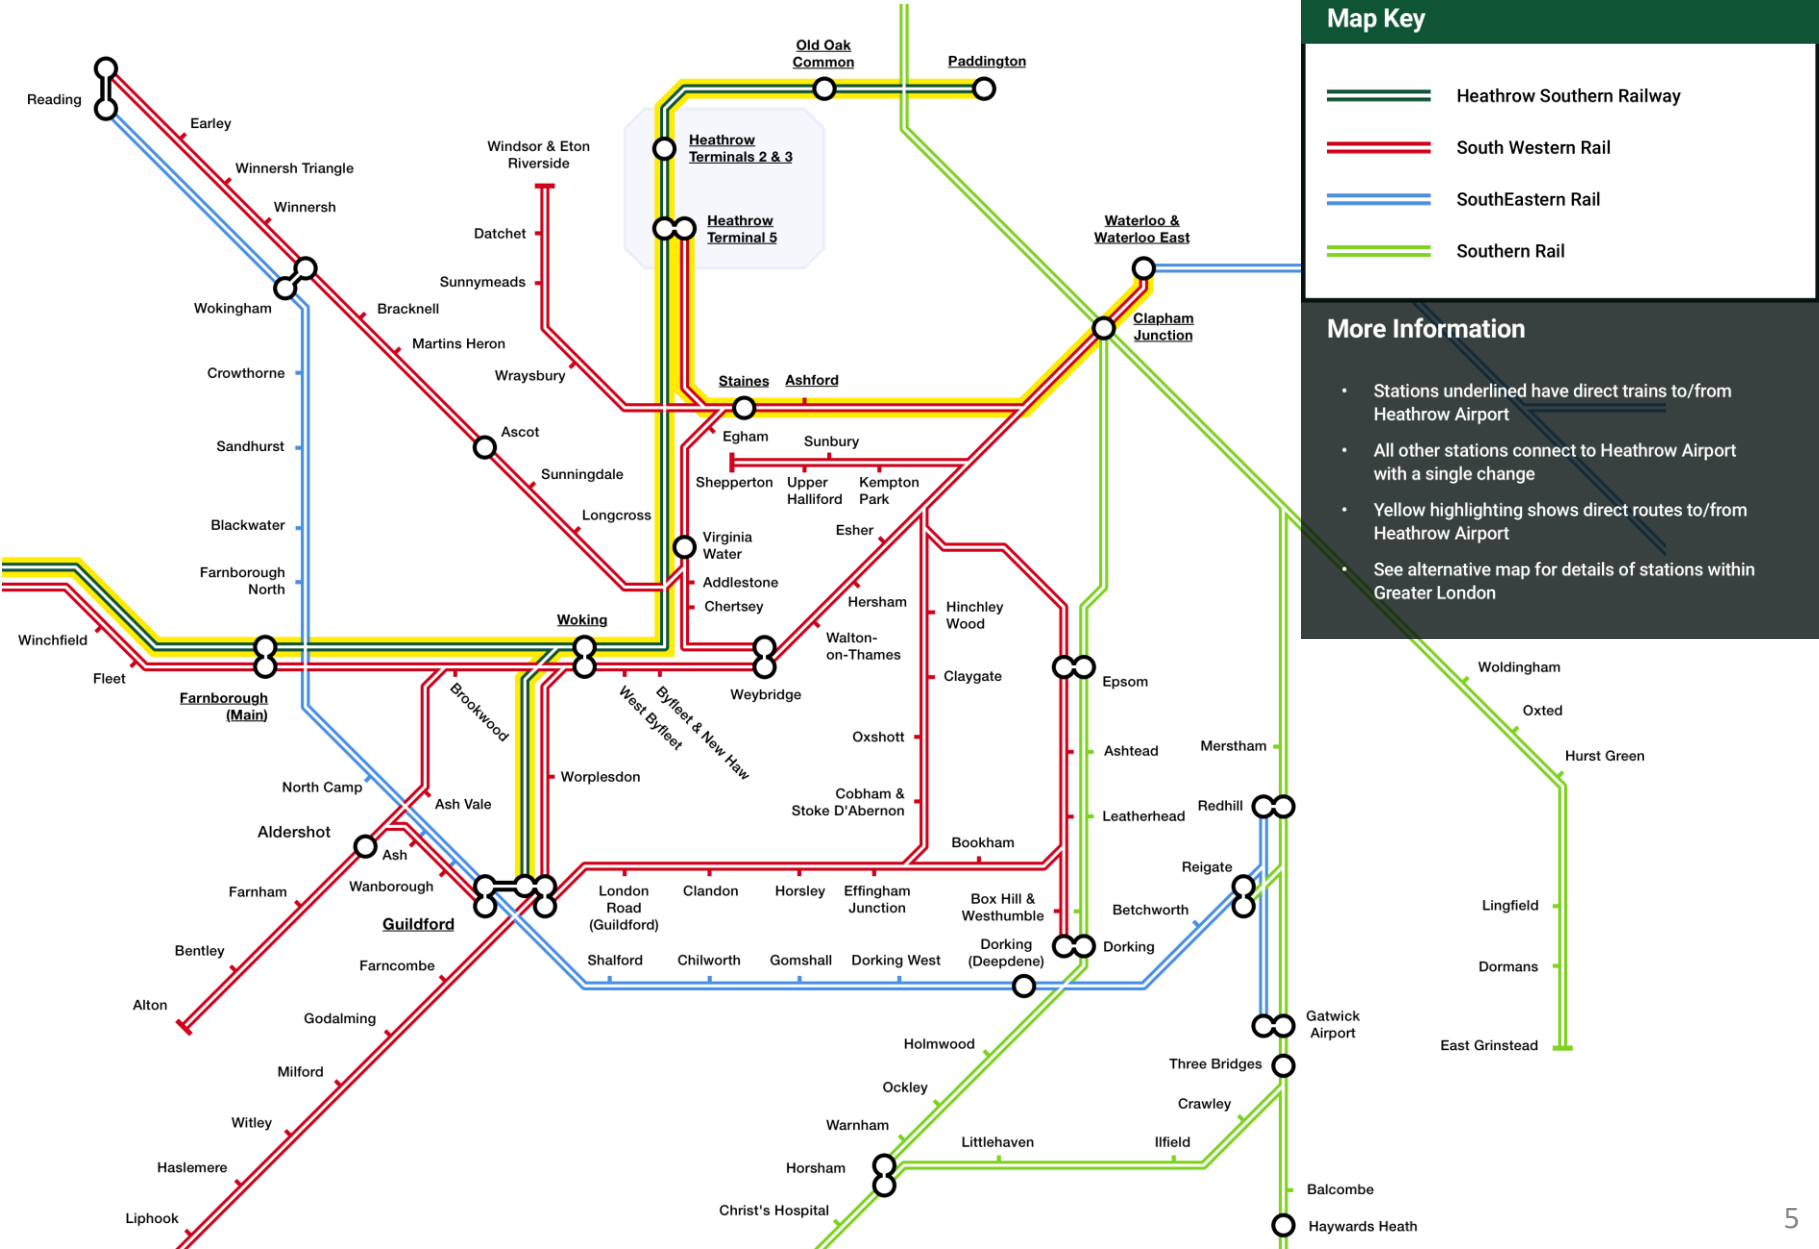 Map Key
Heathrow Southern Railway
South Western Rail
SouthEastern Rail
Southern Rail
More Information
• Stations underlined have direct trains to/from
Heathrow Airport
• All other stations connect to Heathrow Airport
with a single change
• Yellow highlighting shows direct routes to/from
Heathrow Airport
• See alternative map for details of stations within
Greater London
Old Oak
Common
Paddington
Reading
Earley
Winnersh Triangle
Winnersh
Windsor & Eton
Riverside
Heathrow
Terminals 2 & 3
Heathrow
Terminal 5
Datchet
Sunnymeads
Wraysbury
Waterloo &
Waterloo East
Clapham
Junction
Wokingham
Bracknell
Martins Heron
Crowthorne
Staines
Ashford
Sandhurst
Ascot
Egham
Sunbury
Sunningdale
Shepperton
Upper
Halliford
Kempton
Park
Longcross
Blackwater
Esher
Virginia
Water
Farnborough
North
Addlestone
Chertsey
Hersham
Hinchley
Wood
Winchfield
Woking
Walton-
on-Thames
Fleet
Farnborough
(Main)
Brookwood
West Byfleet
Byfleet & New Haw
Weybridge
Claygate
Epsom
Woldingham
Oxted
Oxshott
Ashtead
Merstham
Hurst Green
North Camp
Worplesdon
Cobham &
Stoke D'Abernon
Ash Vale
Leatherhead
Redhill
Aldershot
Ash
Bookham
Reigate
Wanborough
Farnham
London
Road
(Guildford)
Clandon
Horsley
Effingham
Junction
Box Hill &
Westhumble
Betchworth
Lingfield
Guildford
Bentley
Farncombe
Shalford
Chilworth
Gomshall
Dorking West
Dorking
(Deepdene)
Dorking
Dormans
Alton
Godalming
Gatwick
Airport
Holmwood
East Grinstead
Milford
Three Bridges
Ockley
Crawley
Witley
Warnham
Littlehaven
Ilfield
Haslemere
Horsham
Balcombe
Liphook
Christ's Hospital
Haywards Heath
5